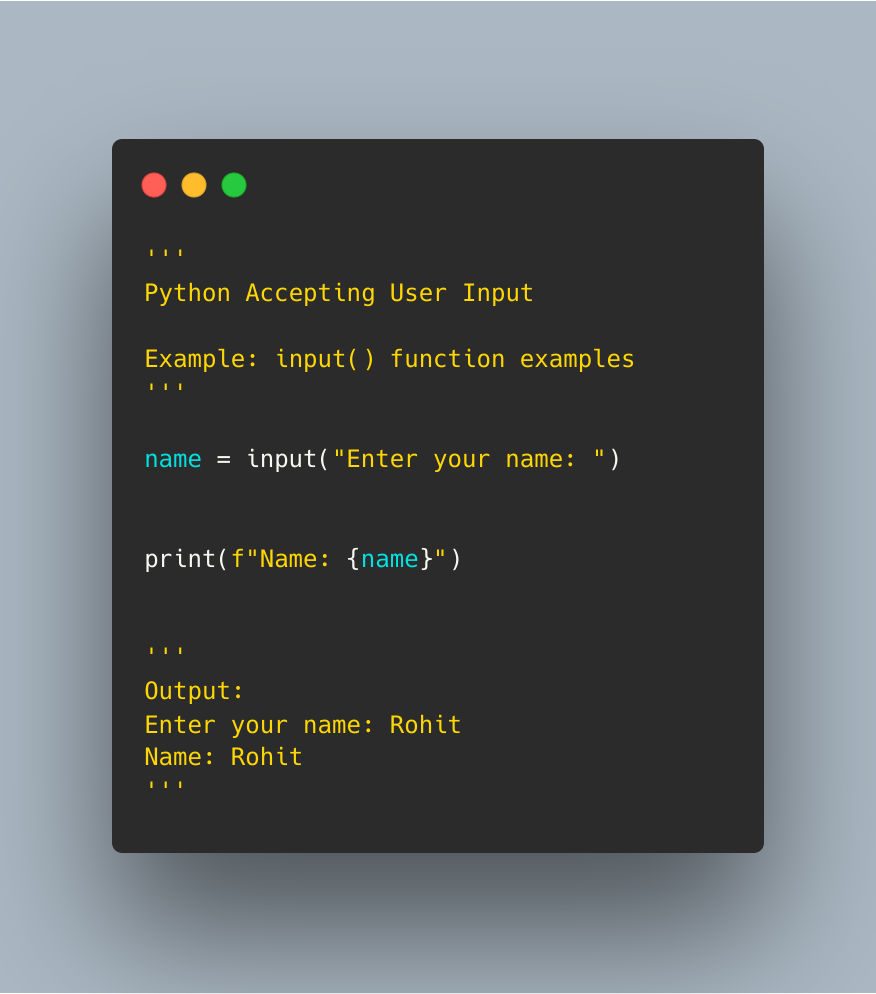 '''
Python Accepting User Input
Example: input() function examples
'''
name = input("Enter your name: ")
print(f"Name: {name}")
'''
Output:
Enter your name: Rohit
Name: Rohit
'''